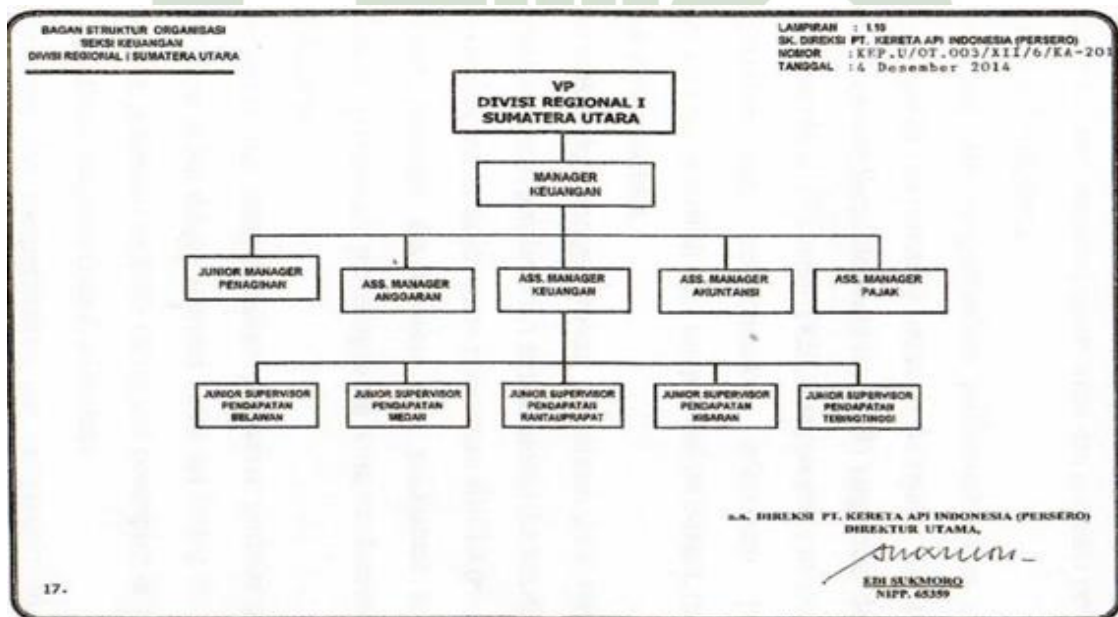 BAGAN STRUKTUR ORGANISASI
SEKSI KEUANGAN
DIVISI REGIONAL I SUMATERA UTARA
LAMPIRAN : 1.10
SK. DIREKSI PT. KERETA API INDONESIA (PERSERO)
NOMOR : KEP.U/OT.003/XII/6/KA-201
TANGGAL : 4 Desember 2014
VP
DIVISI REGIONAL I
SUMATERA UTARA
MANAGER
KEUANGAN
JUNIOR MANAGER
PENAGIHAN
ASS. MANAGER
ANGGARAN
ASS. MANAGER
KEUANGAN
ASS. MANAGER
AKUNTANSI
ASS. MANAGER
PAJAK
JUNIOR SUPERVISOR
PENDAPATAN
BELAWAN
JUNIOR SUPERVISOR
PENDAPATAN
MEDAN
JUNIOR SUPERVISOR
PENDAPATAN
RANTAUPRAPAT
JUNIOR SUPERVISOR
PENDAPATAN
KISARAN
JUNIOR SUPERVISOR
PENDAPATAN
TEBINGTINGGI
a.n. DIREKSI PT. KERETA API INDONESIA (PERSERO)
DIREKTUR UTAMA,
EDI SUKMORO
NIPP. 65359
17.